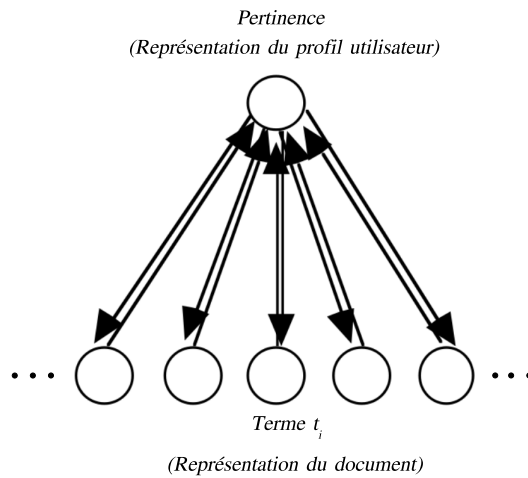 Pertinence
(Représentation du profil utilisateur)
Terme t_i
(Représentation du document)